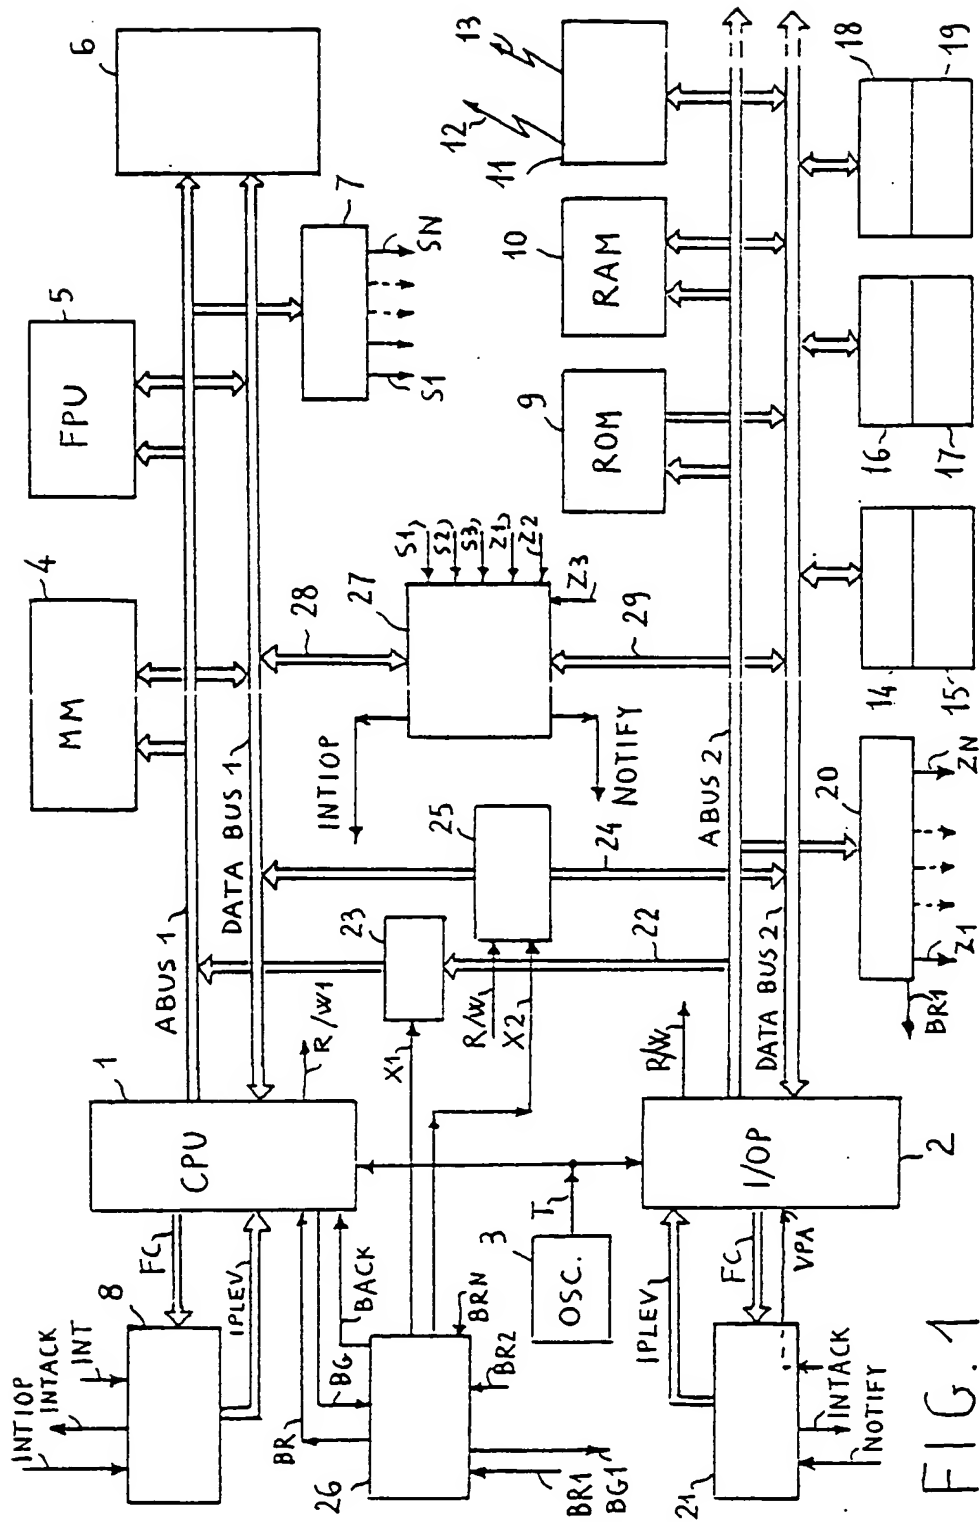 INTIOP
INTACK
INT
8
FC
IPLEV
1
CPU
ABUS 1
DATA BUS 1
R/W1
4
MM
5
FPU
6
7
S1
SN
BR
BG
BACK
26
BR1
BG1
BR2
BRN
X1
R/W
X2
23
25
22
24
INTIOP
NOTIFY
27
28
29
S1,
S2,
S3,
Z1,
Z2
Z3
3
OSC.
T
9
ROM
10
RAM
11
12
13
IPLEV
FC
VPA
21
INTACK
NOTIFY
I/OP
2
R/W
ABUS 2
DATA BUS 2
BR1
Z1
20
ZN
14
15
16
17
18
19
FIG. 1